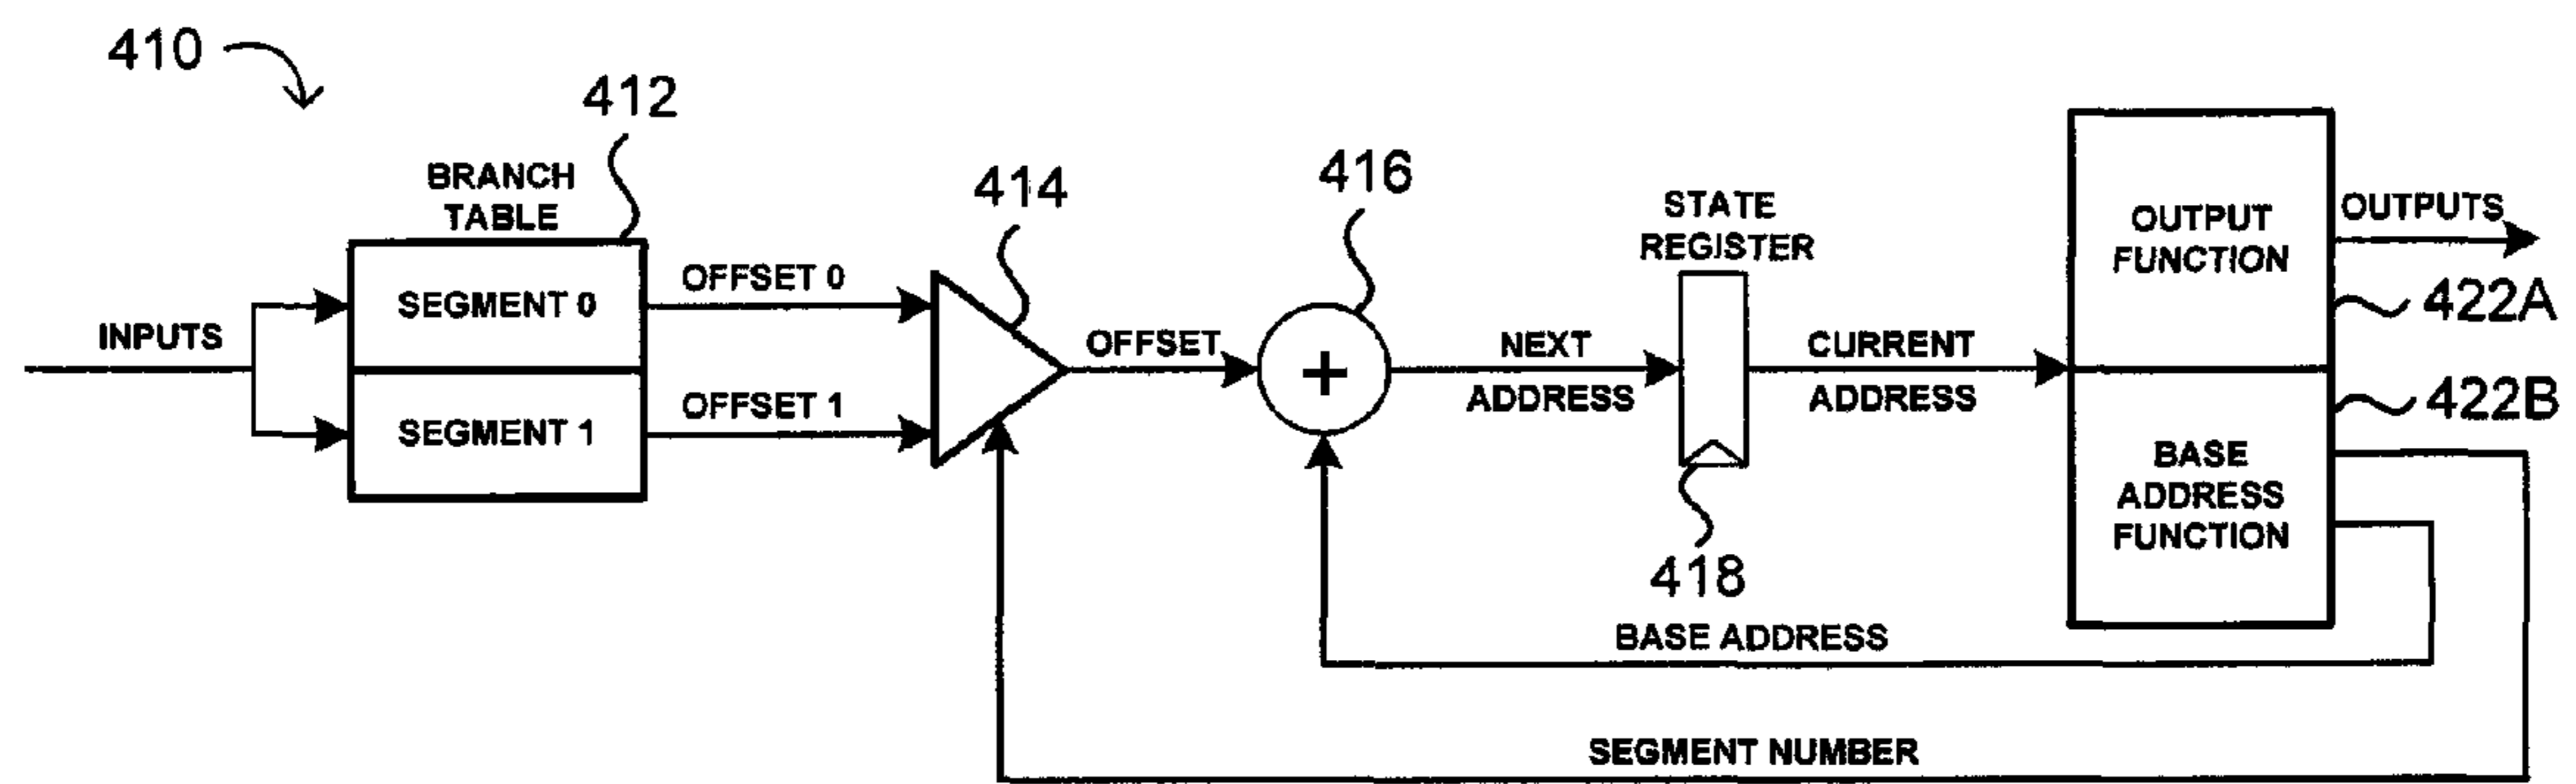 410
412
BRANCH
TABLE
414
416
STATE
REGISTER
INPUTS
SEGMENT 0
SEGMENT 1
OFFSET 0
OFFSET 1
OFFSET
+
NEXT
ADDRESS
418
CURRENT
ADDRESS
OUTPUT
FUNCTION
OUTPUTS
422A
422B
BASE
ADDRESS
FUNCTION
BASE ADDRESS
SEGMENT NUMBER